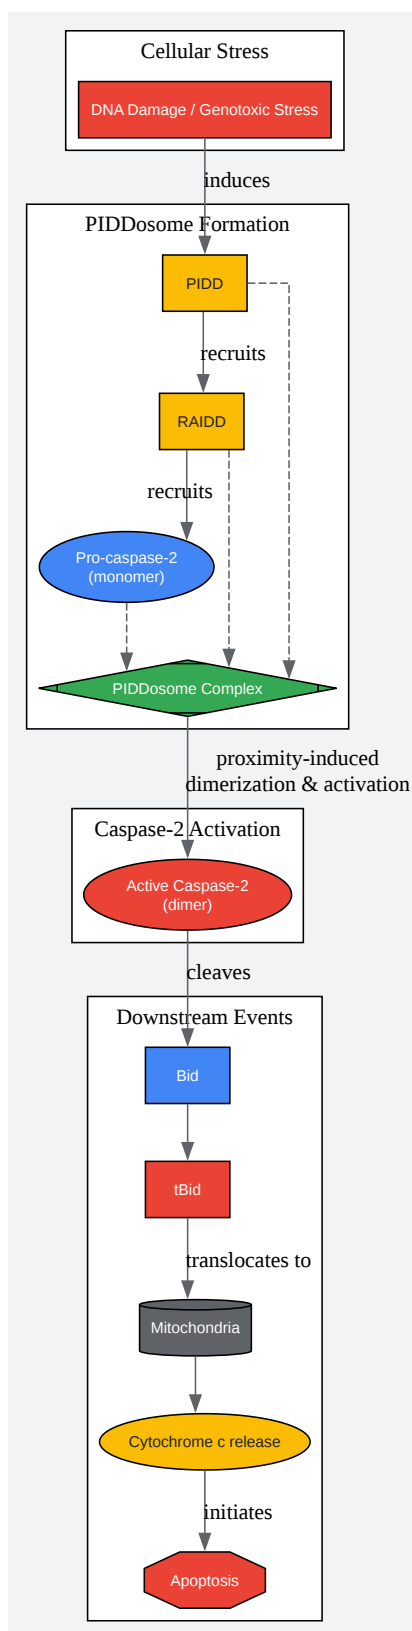 Cellular Stress
DNA Damage / Genotoxic Stress
induces
PIDDosome Formation
PIDD
recruits
RAIDD
recruits
Pro-caspase-2
(monomer)
PIDDosome Complex
proximity-induced
dimerization & activation
Caspase-2 Activation
Active Caspase-2
(dimer)
cleaves
Downstream Events
Bid
tBid
translocates to
Mitochondria
Cytochrome c release
initiates
Apoptosis